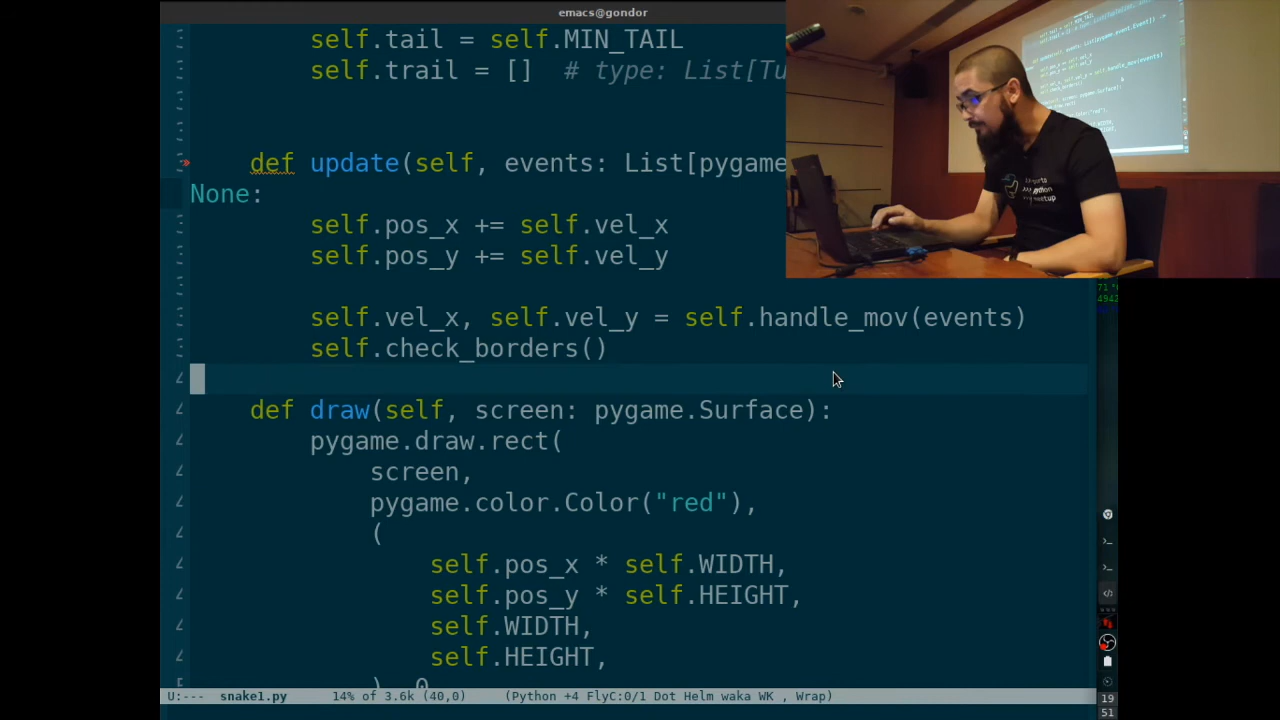 emacs@gondor
self.tail = self.MIN_TAIL
self.trail = []  # type: List[Tu
def update(self, events: List[pygame
None:
self.pos_x += self.vel_x
self.pos_y += self.vel_y
self.vel_x, self.vel_y = self.handle_mov(events)
self.check_borders()
def draw(self, screen: pygame.Surface):
pygame.draw.rect(
screen,
pygame.color.Color("red"),
(
self.pos_x * self.WIDTH,
self.pos_y * self.HEIGHT,
self.WIDTH,
self.HEIGHT,
), 0
U:---  snake1.py  14% of 3.6k (40,0)  (Python +4 FlyC:0/1 Dot Helm waka WK , Wrap)
19
51